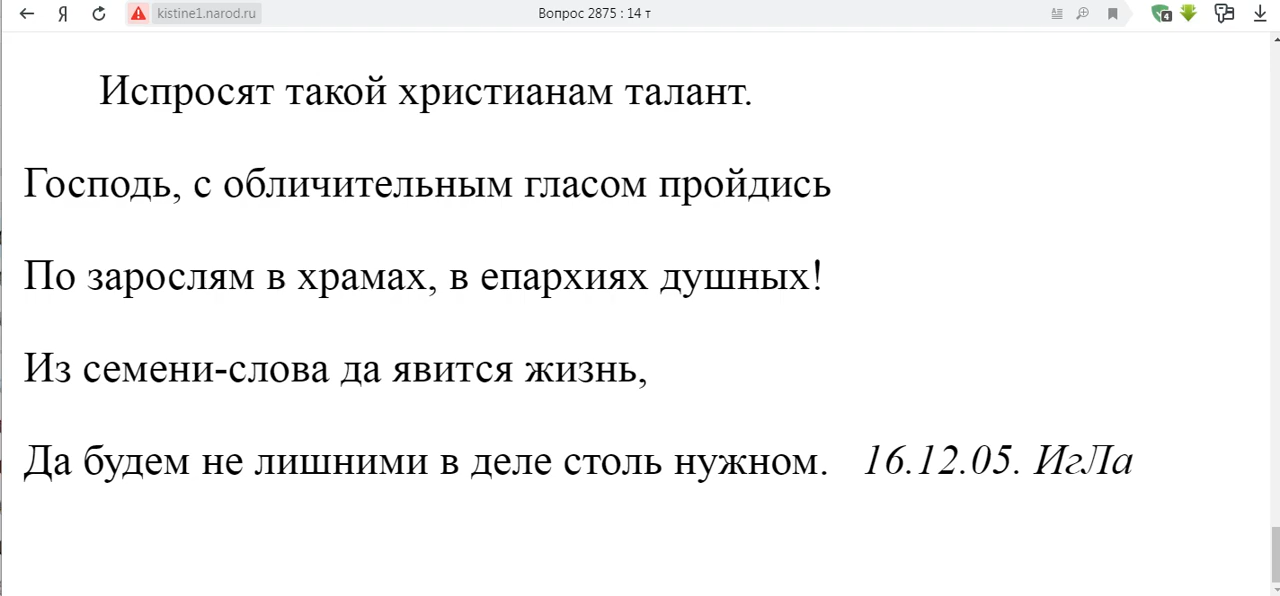 kistine1.narod.ru Вопрос 2875 : 14 т 4
Испросят такой христианам талант.
Господь, с обличительным гласом пройдись
По зарослям в храмах, в епархиях душных!
Из семени-слова да явится жизнь,
Да будем не лишними в деле столь нужном. 16.12.05. ИгЛа